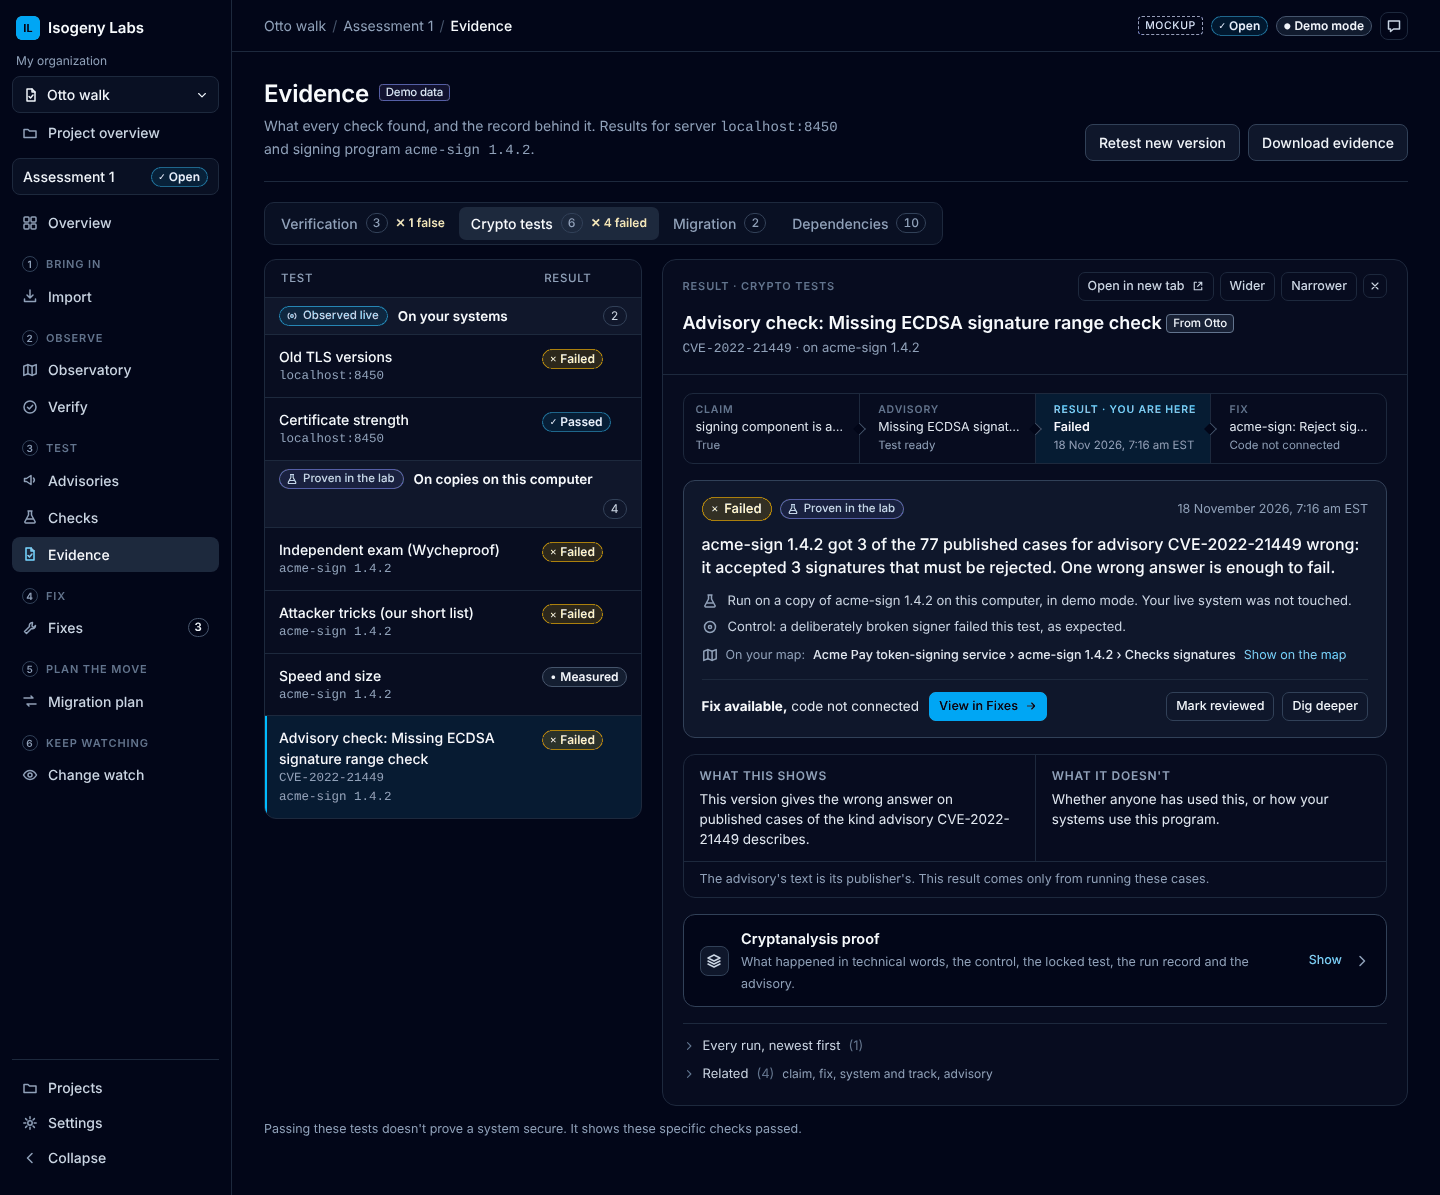 IL Isogeny Labs
My organization
Otto walk
Project overview
Assessment 1 ✓ Open
Overview
1 BRING IN
Import
2 OBSERVE
Observatory
Verify
3 TEST
Advisories
Checks
Evidence
4 FIX
Fixes 3
5 PLAN THE MOVE
Migration plan
6 KEEP WATCHING
Change watch
Projects
Settings
Collapse
Otto walk / Assessment 1 / Evidence
MOCKUP ✓ Open • Demo mode
Evidence Demo data
What every check found, and the record behind it. Results for server localhost:8450
and signing program acme-sign 1.4.2.
Retest new version Download evidence
Verification 3 ✕ 1 false Crypto tests 6 ✕ 4 failed Migration 2 Dependencies 10
TEST RESULT
Observed live On your systems 2
Old TLS versions × Failed
localhost:8450
Certificate strength ✓ Passed
localhost:8450
Proven in the lab On copies on this computer
4
Independent exam (Wycheproof) × Failed
acme-sign 1.4.2
Attacker tricks (our short list) × Failed
acme-sign 1.4.2
Speed and size • Measured
acme-sign 1.4.2
Advisory check: Missing ECDSA × Failed
signature range check
CVE-2022-21449
acme-sign 1.4.2
RESULT · CRYPTO TESTS
Open in new tab Wider Narrower ✕
Advisory check: Missing ECDSA signature range check From Otto
CVE-2022-21449 · on acme-sign 1.4.2
CLAIM
signing component is a...
True
ADVISORY
Missing ECDSA signat...
Test ready
RESULT · YOU ARE HERE
Failed
18 Nov 2026, 7:16 am EST
FIX
acme-sign: Reject sig...
Code not connected
× Failed Proven in the lab 18 November 2026, 7:16 am EST
acme-sign 1.4.2 got 3 of the 77 published cases for advisory CVE-2022-21449 wrong:
it accepted 3 signatures that must be rejected. One wrong answer is enough to fail.
Run on a copy of acme-sign 1.4.2 on this computer, in demo mode. Your live system was not touched.
Control: a deliberately broken signer failed this test, as expected.
On your map: Acme Pay token-signing service › acme-sign 1.4.2 › Checks signatures Show on the map
Fix available, code not connected View in Fixes → Mark reviewed Dig deeper
WHAT THIS SHOWS
This version gives the wrong answer on
published cases of the kind advisory CVE-2022-
21449 describes.
WHAT IT DOESN'T
Whether anyone has used this, or how your
systems use this program.
The advisory's text is its publisher's. This result comes only from running these cases.
Cryptanalysis proof
What happened in technical words, the control, the locked test, the run record and the
advisory.
Show
Every run, newest first (1)
Related (4) claim, fix, system and track, advisory
Passing these tests doesn't prove a system secure. It shows these specific checks passed.